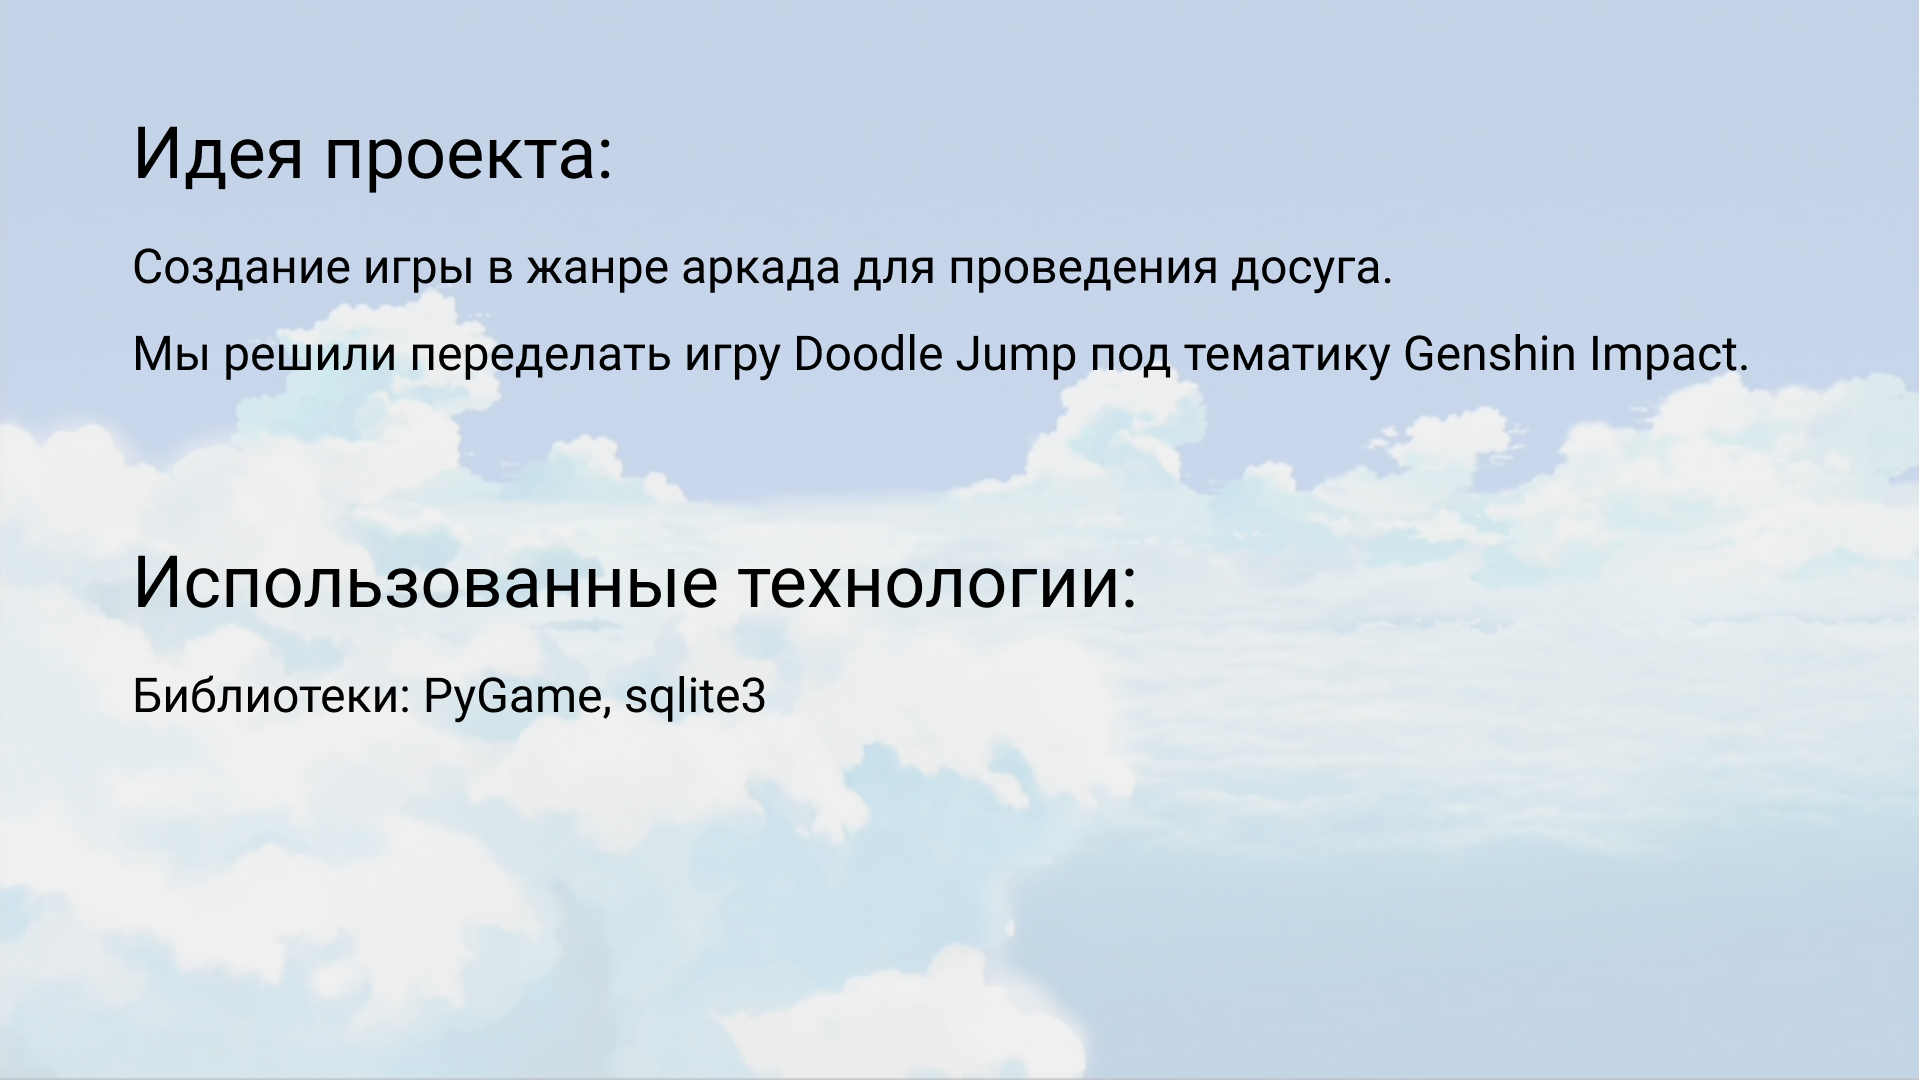 Идея проекта:
Создание игры в жанре аркада для проведения досуга.
Мы решили переделать игру Doodle Jump под тематику Genshin Impact.
Использованные технологии:
Библиотеки: PyGame, sqlite3